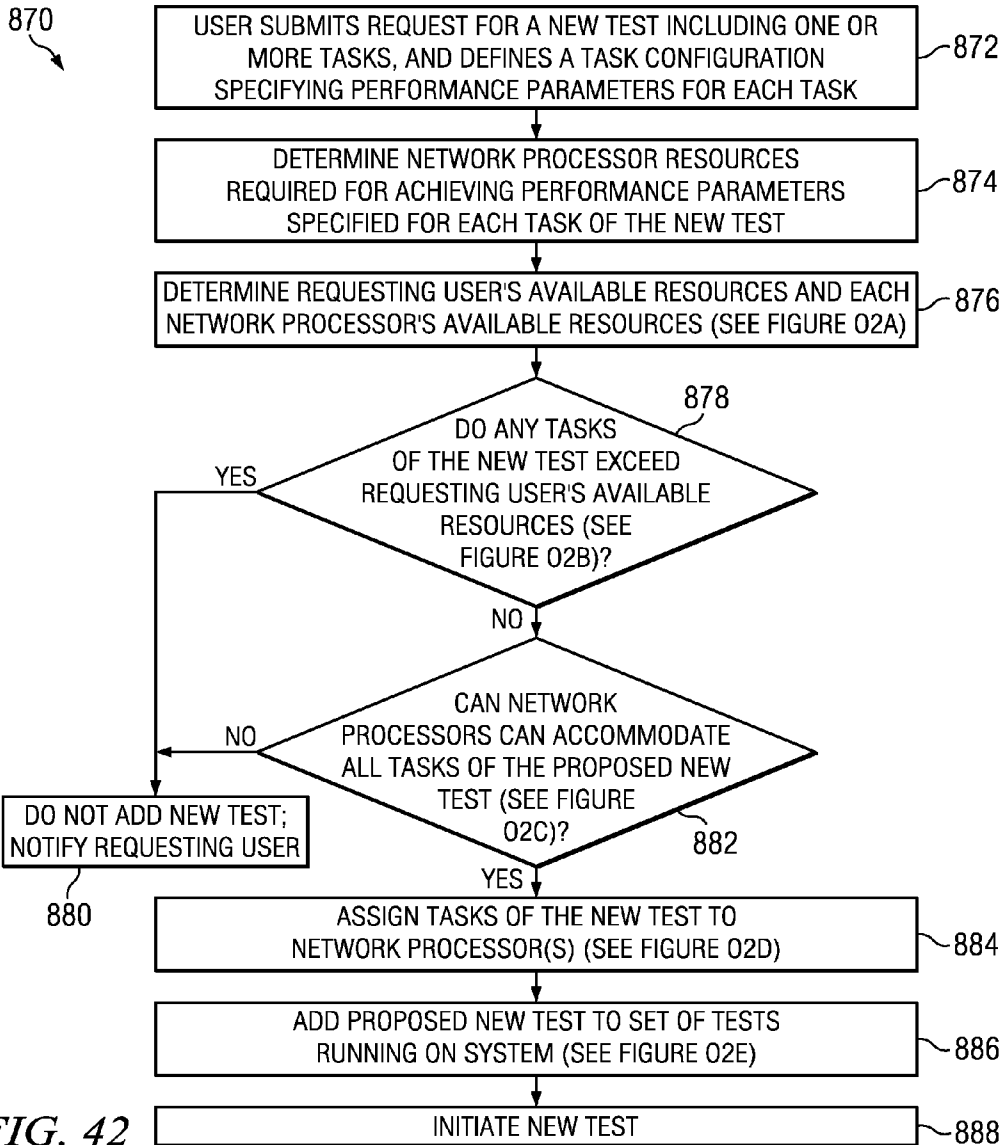 870
USER SUBMITS REQUEST FOR A NEW TEST INCLUDING ONE OR
MORE TASKS, AND DEFINES A TASK CONFIGURATION
SPECIFYING PERFORMANCE PARAMETERS FOR EACH TASK
872
DETERMINE NETWORK PROCESSOR RESOURCES
REQUIRED FOR ACHIEVING PERFORMANCE PARAMETERS
SPECIFIED FOR EACH TASK OF THE NEW TEST
874
DETERMINE REQUESTING USER'S AVAILABLE RESOURCES AND EACH
NETWORK PROCESSOR'S AVAILABLE RESOURCES (SEE FIGURE O2A)
876
878
DO ANY TASKS
OF THE NEW TEST EXCEED
REQUESTING USER'S AVAILABLE
RESOURCES (SEE
FIGURE O2B)?
YES
NO
CAN NETWORK
PROCESSORS CAN ACCOMMODATE
ALL TASKS OF THE PROPOSED NEW
TEST (SEE FIGURE
O2C)?
NO
882
DO NOT ADD NEW TEST;
NOTIFY REQUESTING USER
880
YES
ASSIGN TASKS OF THE NEW TEST TO
NETWORK PROCESSOR(S) (SEE FIGURE O2D)
884
ADD PROPOSED NEW TEST TO SET OF TESTS
RUNNING ON SYSTEM (SEE FIGURE O2E)
886
INITIATE NEW TEST
888
FIG. 42